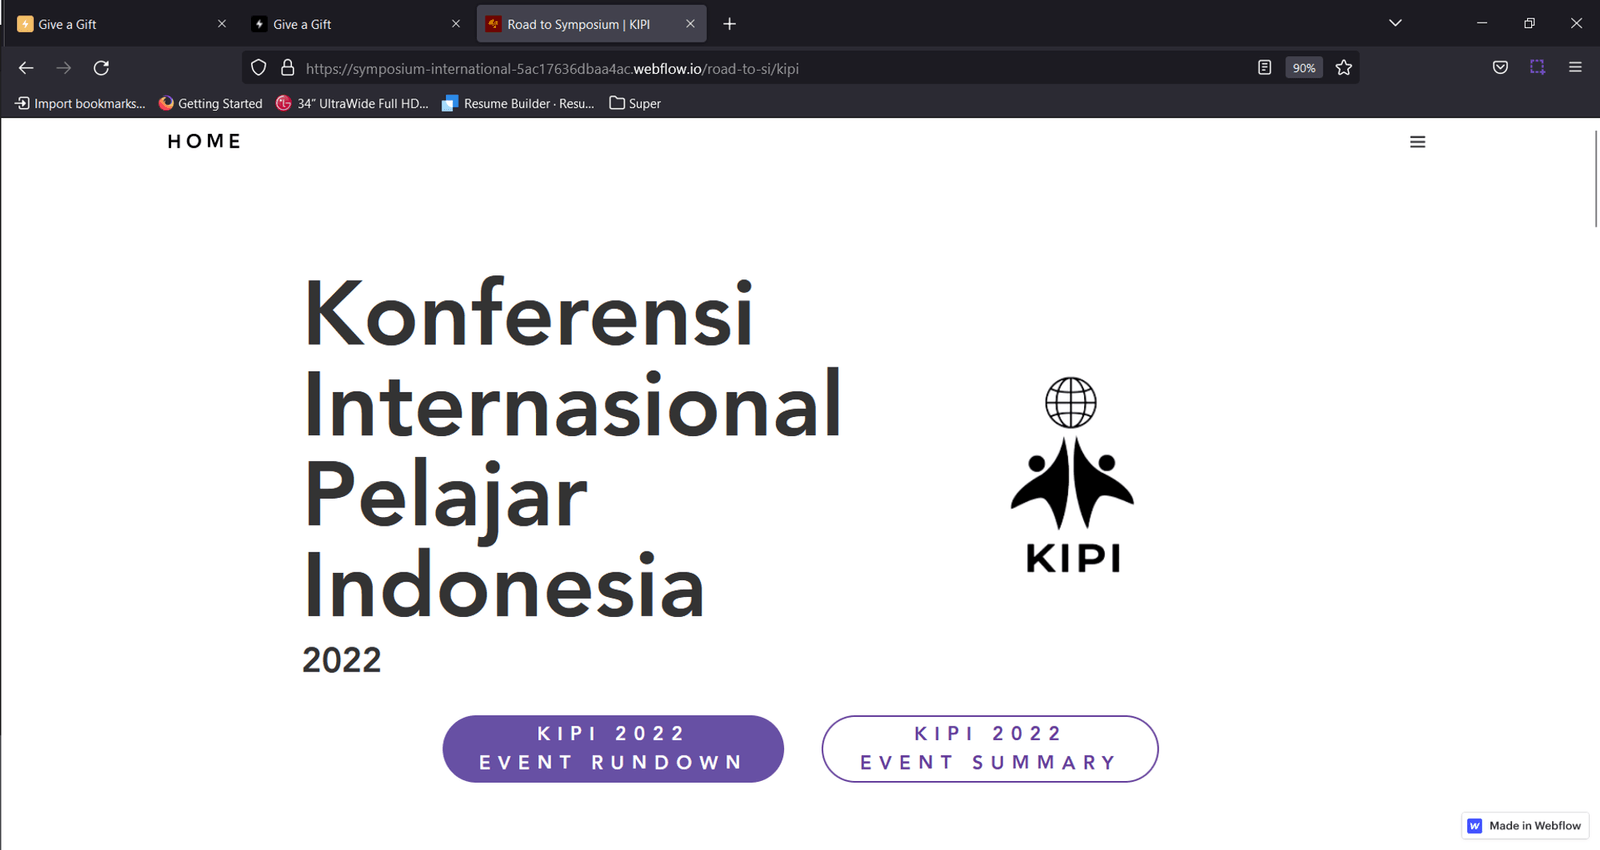 Give a Gift
Give a Gift
Road to Symposium | KIPI
https://symposium-international-5ac17636dbaa4ac.webflow.io/road-to-si/kipi
90%
Import bookmarks...
Getting Started
34" UltraWide Full HD...
Resume Builder · Resu...
Super
HOME
Konferensi
Internasional
Pelajar
Indonesia
2022
KIPI
KIPI 2022
EVENT RUNDOWN
KIPI 2022
EVENT SUMMARY
Made in Webflow